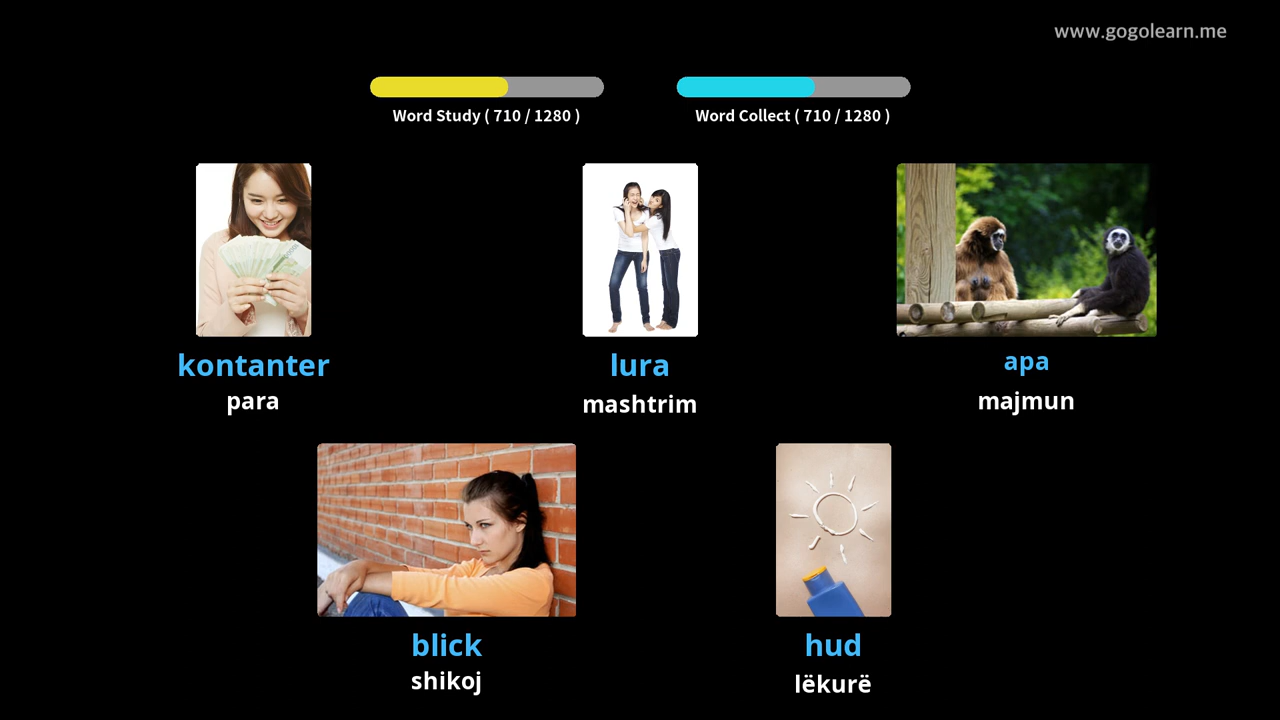 www.gogolearn.me
Word Study ( 710 / 1280 )
Word Collect ( 710 / 1280 )
kontanter
para
lura
mashtrim
apa
majmun
blick
shikoj
hud
lëkurë